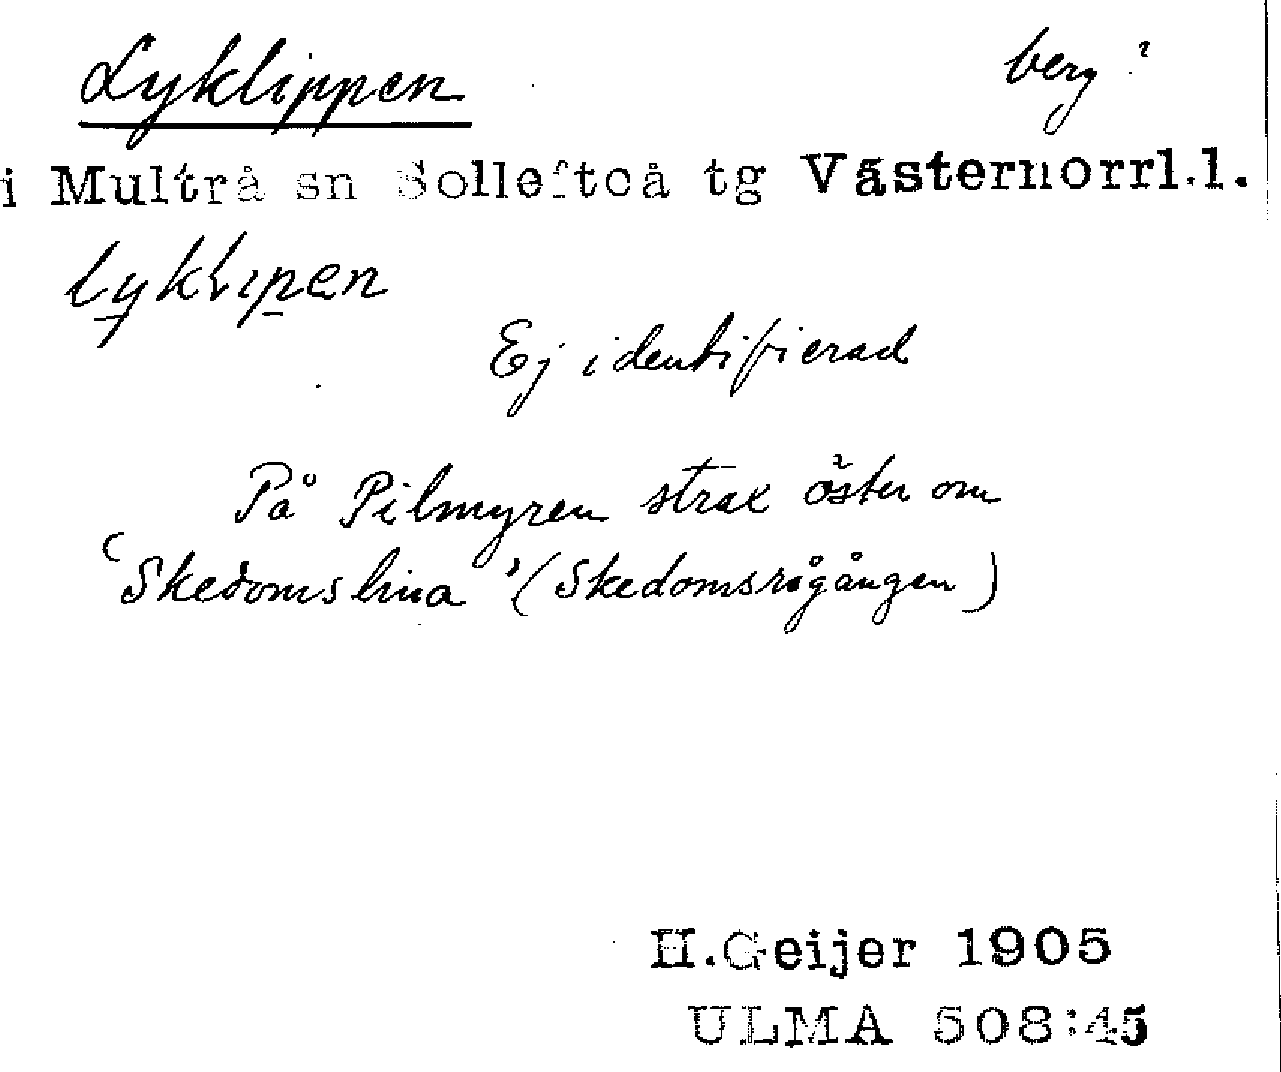 Lyklippen berg?
i Multrå sn Sollefteå tg Västernorrl.l.
lyklipen
Ej identifierad
På Pilmyren strax öster om
'Skedomslina' (Skedomsrågången)
H.Geijer 1905
ULMA 508:45